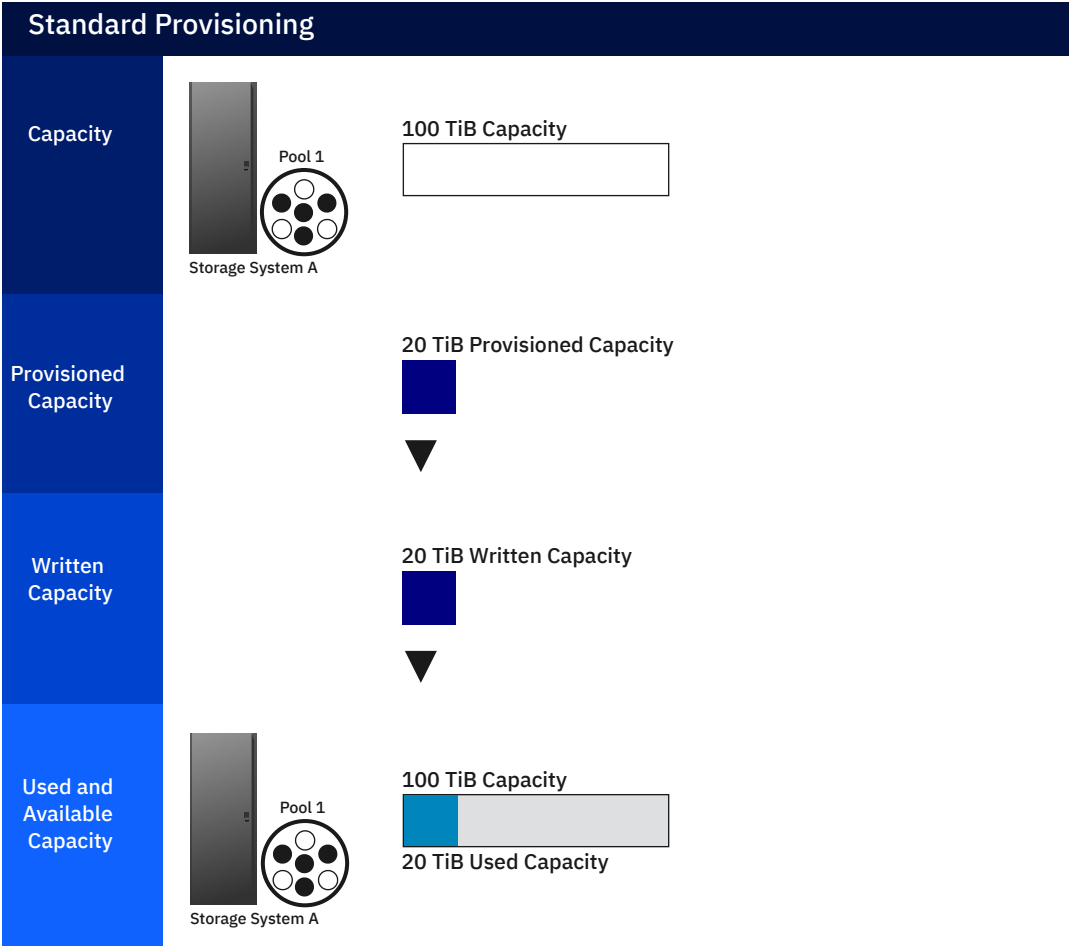 Standard Provisioning
Capacity
Pool 1
Storage System A
100 TiB Capacity
Provisioned
Capacity
20 TiB Provisioned Capacity
Written
Capacity
20 TiB Written Capacity
Used and
Available
Capacity
Pool 1
Storage System A
100 TiB Capacity
20 TiB Used Capacity